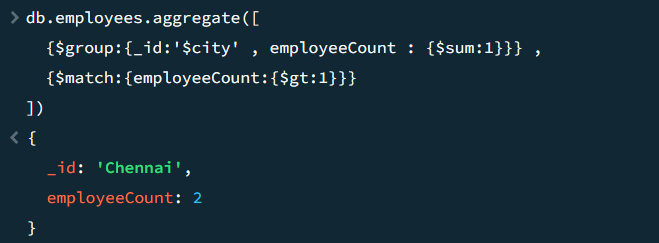 > db.employees.aggregate([
{$group:{_id:'$city' , employeeCount : {$sum:1}}} ,
{$match:{employeeCount:{$gt:1}}}
])
< {
_id: 'Chennai',
employeeCount: 2
}